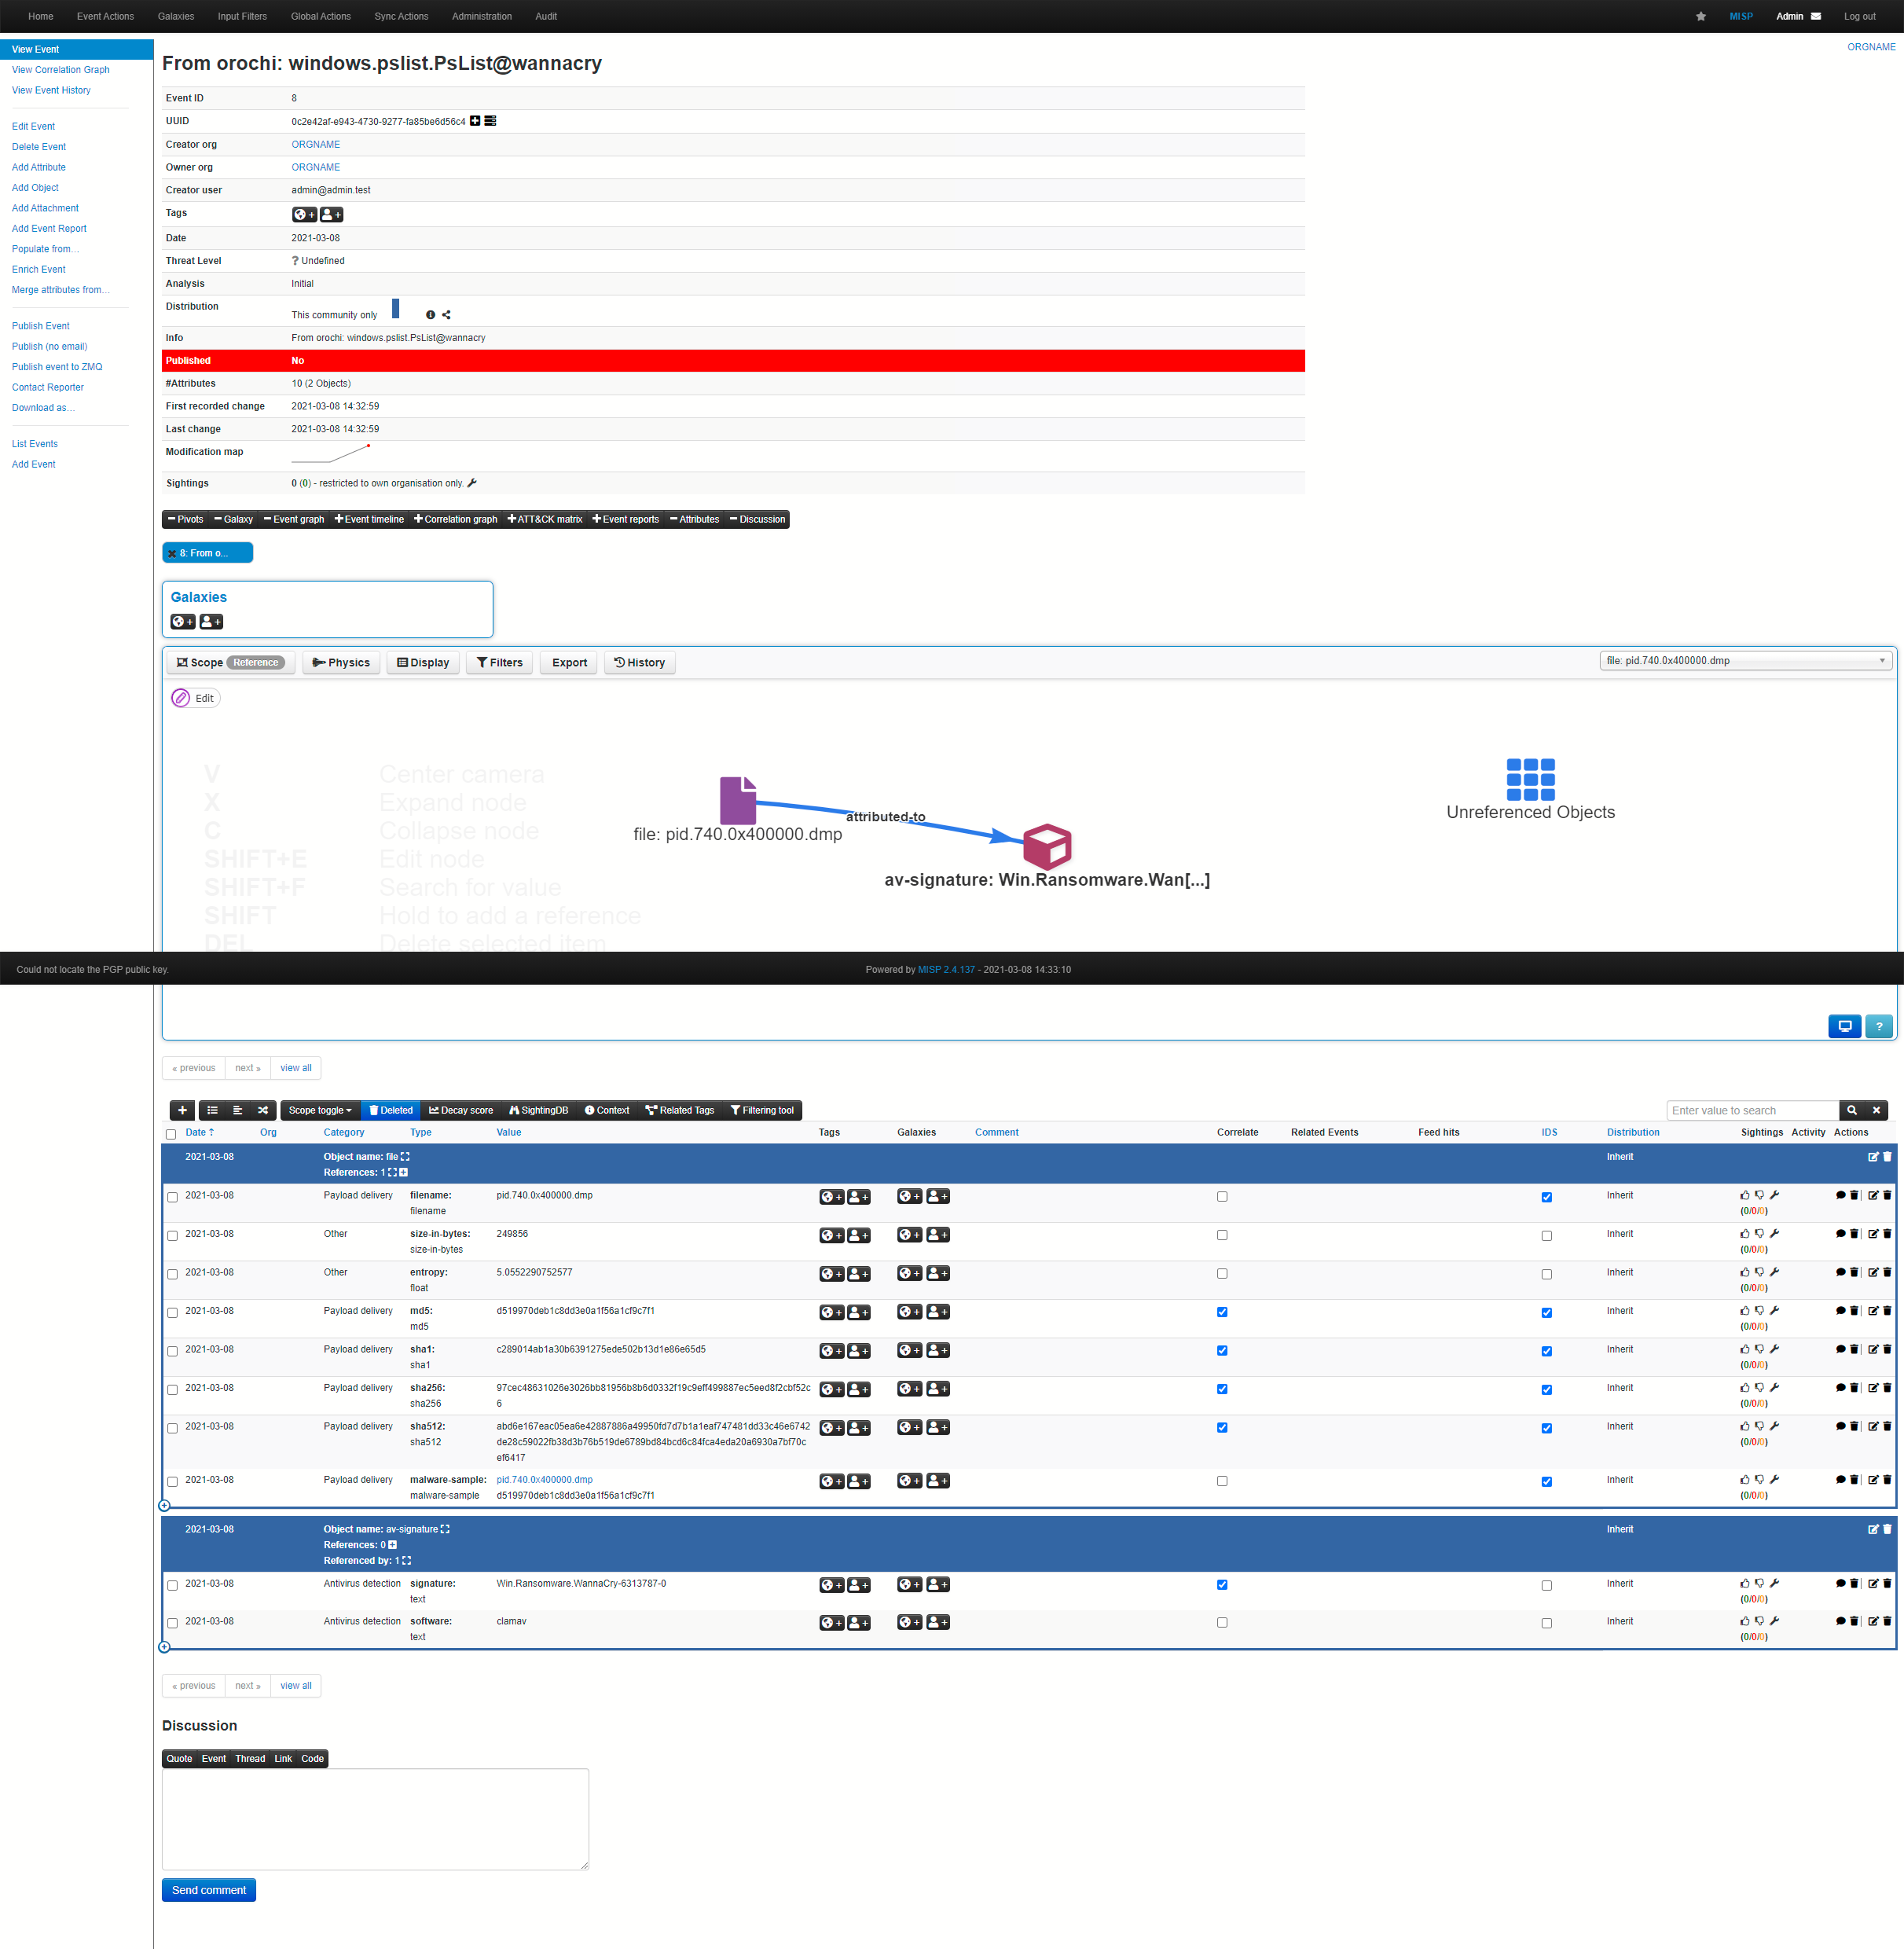 Home Event Actions Galaxies Input Filters Global Actions Sync Actions Administration Audit MISP Admin Log out
ORGNAME
View Event
View Correlation Graph
View Event History
Edit Event
Delete Event
Add Attribute
Add Object
Add Attachment
Add Event Report
Populate from...
Enrich Event
Merge attributes from...
Publish Event
Publish (no email)
Publish event to ZMQ
Contact Reporter
Download as...
List Events
Add Event
From orochi: windows.pslist.PsList@wannacry
Event ID 8
UUID 0c2e42af-e943-4730-9277-fa85be6d56c4
Creator org ORGNAME
Owner org ORGNAME
Creator user admin@admin.test
Tags + +
Date 2021-03-08
Threat Level ? Undefined
Analysis Initial
Distribution This community only
Info From orochi: windows.pslist.PsList@wannacry
Published No
#Attributes 10 (2 Objects)
First recorded change 2021-03-08 14:32:59
Last change 2021-03-08 14:32:59
Modification map
Sightings 0 (0) - restricted to own organisation only.
Pivots Galaxy Event graph Event timeline Correlation graph ATT&CK matrix Event reports Attributes Discussion
8: From o...
Galaxies
+ +
Scope Reference Physics Display Filters Export History file: pid.740.0x400000.dmp
Edit
V Center camera
X Expand node
C Collapse node
SHIFT+E Edit node
SHIFT+F Search for value
SHIFT Hold to add a reference
DEL Delete selected item
attributed-to
file: pid.740.0x400000.dmp
av-signature: Win.Ransomware.Wan[...]
Unreferenced Objects
Could not locate the PGP public key. Powered by MISP 2.4.137 - 2021-03-08 14:33:10
?
« previous next » view all
+ Scope toggle Deleted Decay score SightingDB Context Related Tags Filtering tool Enter value to search
Date Org Category Type Value Tags Galaxies Comment Correlate Related Events Feed hits IDS Distribution Sightings Activity Actions
2021-03-08 Object name: file Inherit
References: 1
2021-03-08 Payload delivery filename: pid.740.0x400000.dmp + + + + Inherit
filename (0/0/0)
2021-03-08 Other size-in-bytes: 249856 + + + + Inherit
size-in-bytes (0/0/0)
2021-03-08 Other entropy: 5.0552290752577 + + + + Inherit
float (0/0/0)
2021-03-08 Payload delivery md5: d519970deb1c8dd3e0a1f56a1cf9c7f1 + + + + Inherit
md5 (0/0/0)
2021-03-08 Payload delivery sha1: c289014ab1a30b6391275ede502b13d1e86e65d5 + + + + Inherit
sha1 (0/0/0)
2021-03-08 Payload delivery sha256: 97cec48631026e3026bb81956b8b6d0332f19c9eff499887ec5eed8f2cbf52c + + + + Inherit
sha256 6 (0/0/0)
2021-03-08 Payload delivery sha512: abd6e167eac05ea6e42887886a49950fd7d7b1a1eaf747481dd33c46e6742 + + + + Inherit
sha512 de28c59022fb38d3b76b519de6789bd84bcd6c84fca4eda20a6930a7bf70c (0/0/0)
ef6417
2021-03-08 Payload delivery malware-sample: pid.740.0x400000.dmp + + + + Inherit
malware-sample d519970deb1c8dd3e0a1f56a1cf9c7f1 (0/0/0)
2021-03-08 Object name: av-signature Inherit
References: 0
Referenced by: 1
2021-03-08 Antivirus detection signature: Win.Ransomware.WannaCry-6313787-0 + + + + Inherit
text (0/0/0)
2021-03-08 Antivirus detection software: clamav + + + + Inherit
text (0/0/0)
« previous next » view all
Discussion
Quote Event Thread Link Code
Send comment